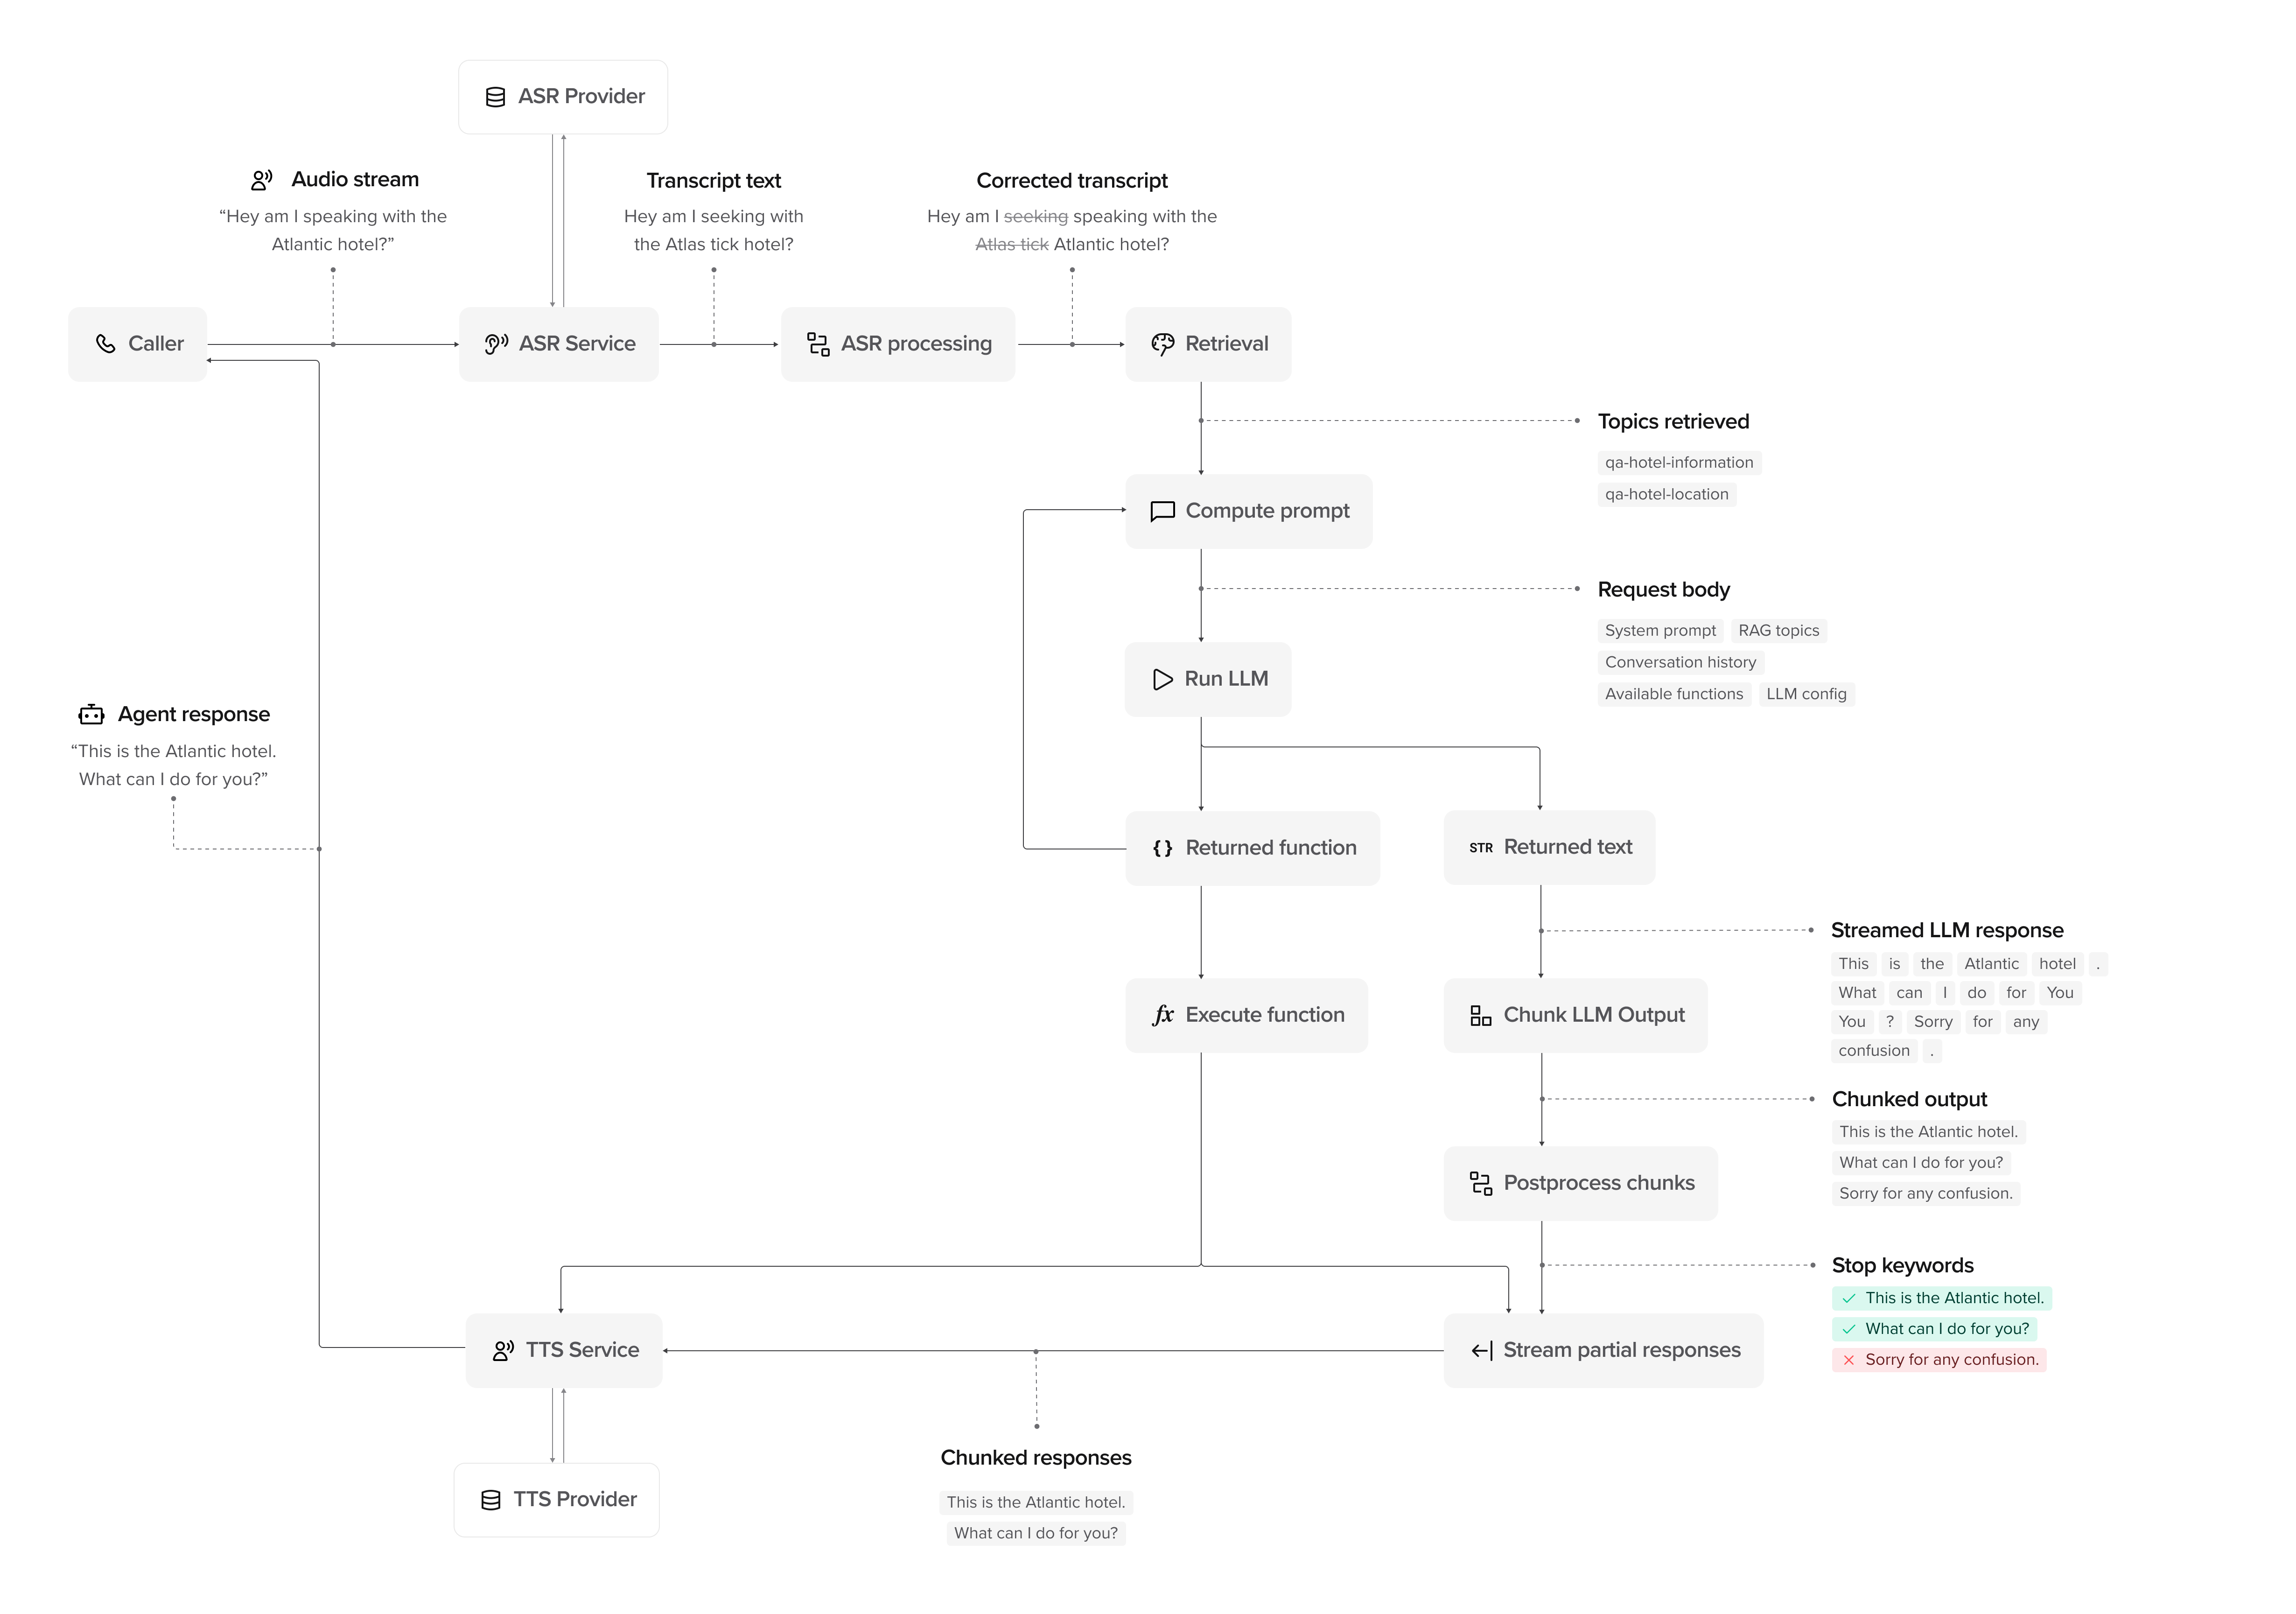 ASR Provider
Audio stream
“Hey am I speaking with the
Atlantic hotel?”
Transcript text
Hey am I seeking with
the Atlas tick hotel?
Corrected transcript
Hey am I seeking speaking with the
Atlas tick Atlantic hotel?
Caller
ASR Service
ASR processing
Retrieval
Topics retrieved
qa-hotel-information
qa-hotel-location
Compute prompt
Request body
System prompt RAG topics
Conversation history
Available functions LLM config
Run LLM
Agent response
“This is the Atlantic hotel.
What can I do for you?”
{ } Returned function
STR Returned text
Streamed LLM response
This is the Atlantic hotel .
What can I do for You
You ? Sorry for any
confusion .
fx Execute function
Chunk LLM Output
Chunked output
This is the Atlantic hotel.
What can I do for you?
Sorry for any confusion.
Postprocess chunks
Stop keywords
This is the Atlantic hotel.
What can I do for you?
Sorry for any confusion.
TTS Service
Stream partial responses
Chunked responses
This is the Atlantic hotel.
What can I do for you?
TTS Provider